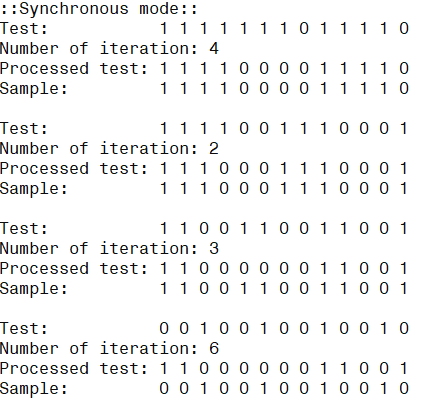 ::Synchronous mode::
Test: 1 1 1 1 1 1 1 0 1 1 1 1 0
Number of iteration: 4
Processed test: 1 1 1 1 0 0 0 0 1 1 1 1 0
Sample: 1 1 1 1 0 0 0 0 1 1 1 1 0
Test: 1 1 1 1 0 0 1 1 1 0 0 0 1
Number of iteration: 2
Processed test: 1 1 1 0 0 0 1 1 1 0 0 0 1
Sample: 1 1 1 0 0 0 1 1 1 0 0 0 1
Test: 1 1 0 0 1 1 0 0 1 1 0 0 1
Number of iteration: 3
Processed test: 1 1 0 0 0 0 0 0 1 1 0 0 1
Sample: 1 1 0 0 1 1 0 0 1 1 0 0 1
Test: 0 0 1 0 0 1 0 0 1 0 0 1 0
Number of iteration: 6
Processed test: 1 1 0 0 0 0 0 0 1 1 0 0 1
Sample: 0 0 1 0 0 1 0 0 1 0 0 1 0